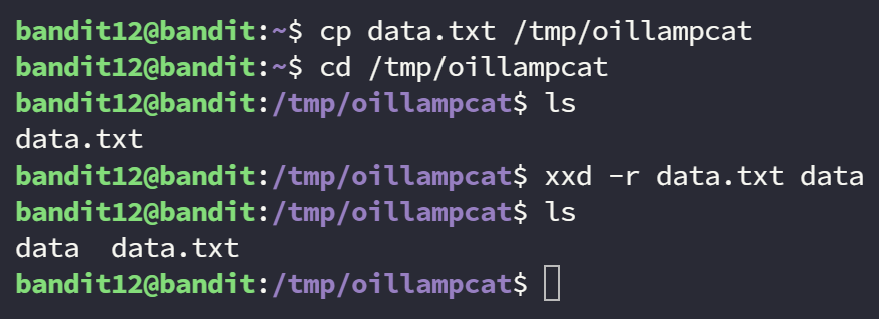 bandit12@bandit:~$ cp data.txt /tmp/oillampcat
bandit12@bandit:~$ cd /tmp/oillampcat
bandit12@bandit:/tmp/oillampcat$ ls
data.txt
bandit12@bandit:/tmp/oillampcat$ xxd -r data.txt data
bandit12@bandit:/tmp/oillampcat$ ls
data  data.txt
bandit12@bandit:/tmp/oillampcat$